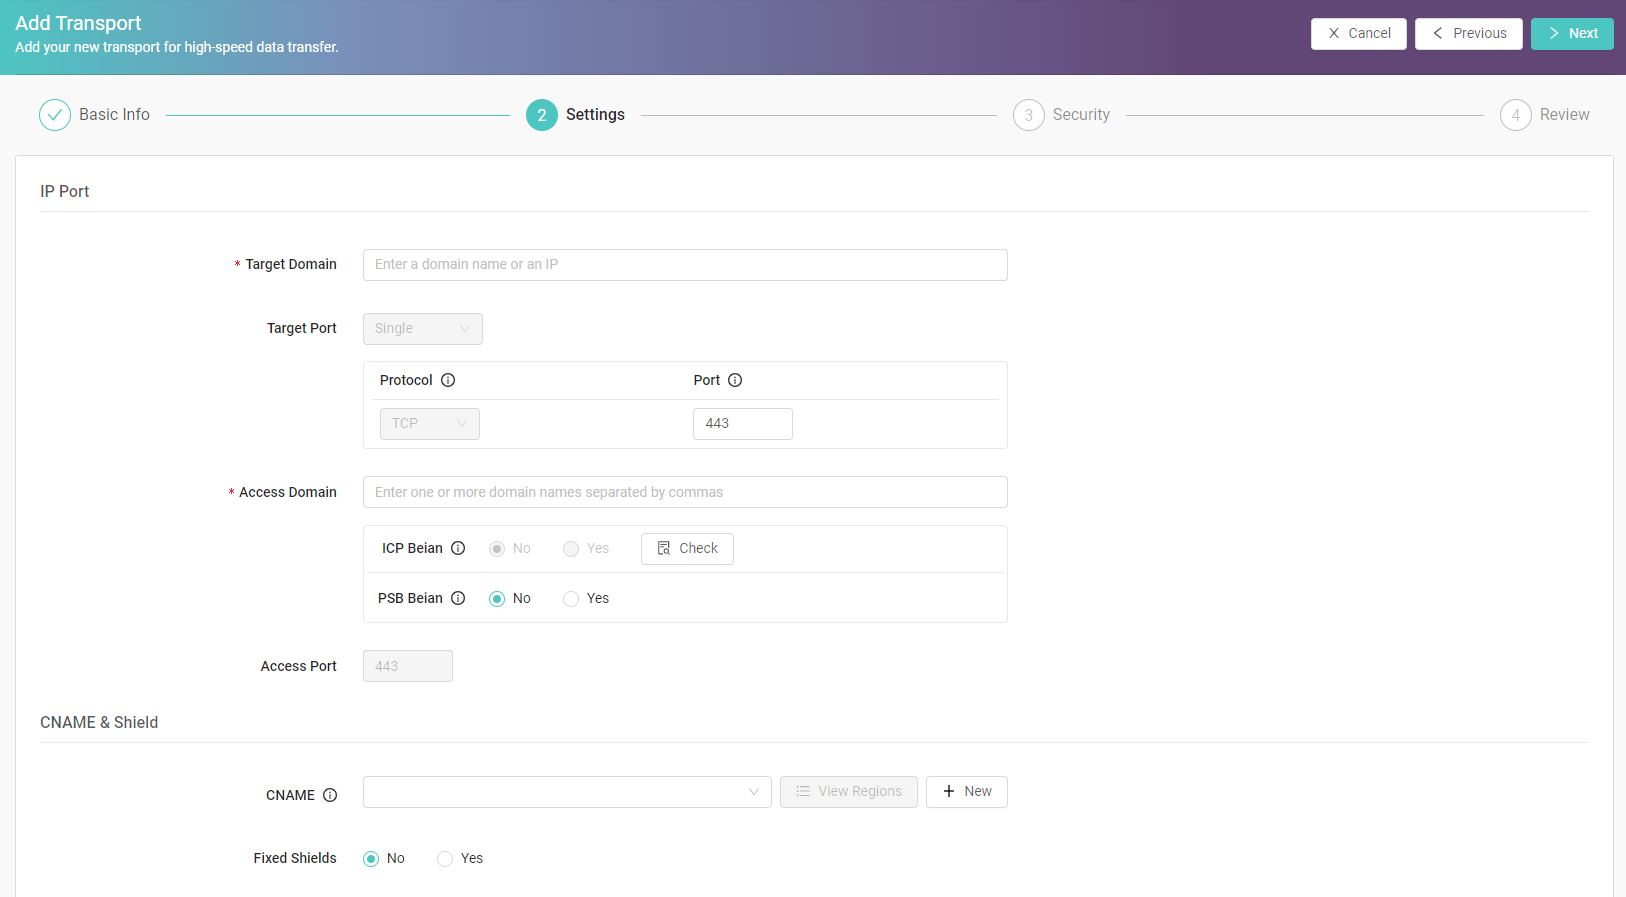 Add Transport
Add your new transport for high-speed data transfer.
Cancel
Previous
Next
Basic Info
2 Settings
3 Security
4 Review
IP Port
* Target Domain
Enter a domain name or an IP
Target Port
Single
Protocol
Port
TCP
443
* Access Domain
Enter one or more domain names separated by commas
ICP Beian
No
Yes
Check
PSB Beian
No
Yes
Access Port
443
CNAME & Shield
CNAME
View Regions
New
Fixed Shields
No
Yes